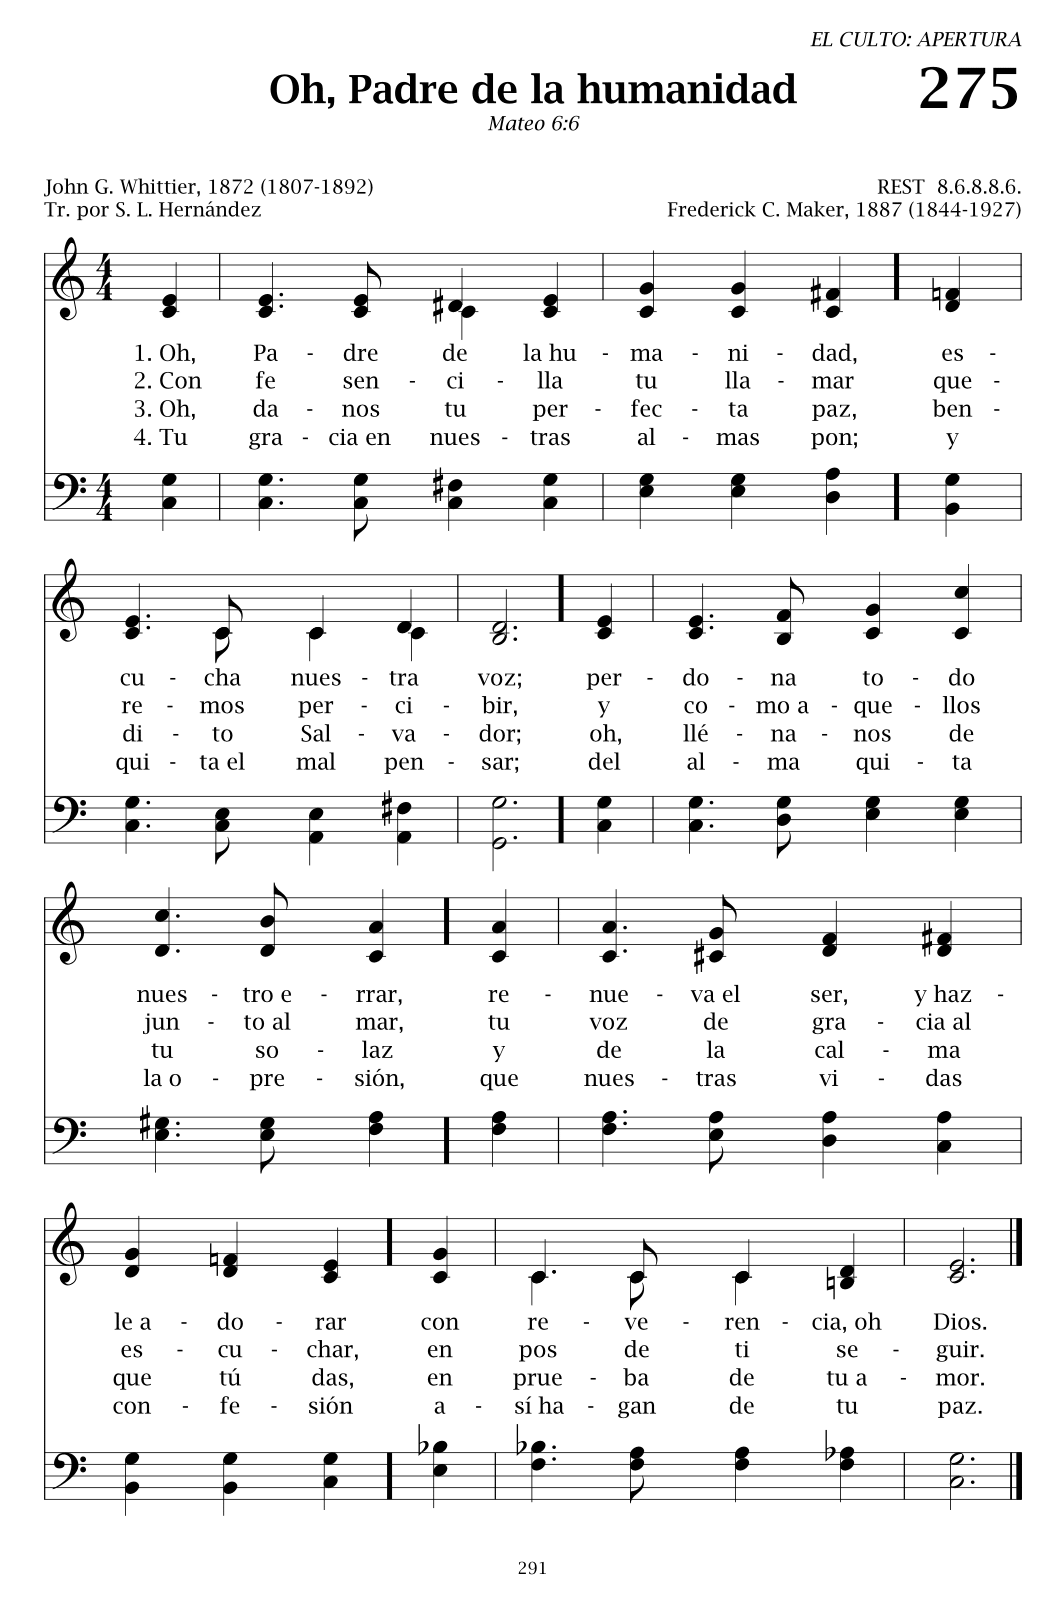 EL CULTO: APERTURA
Oh, Padre de la humanidad 275
Mateo 6:6
John G. Whittier, 1872 (1807-1892) REST 8.6.8.8.6.
Tr. por S. L. Hernández Frederick C. Maker, 1887 (1844-1927)
1. Oh, Pa - dre de la hu - ma - ni - dad, es -
2. Con fe sen - ci - lla tu lla - mar que -
3. Oh, da - nos tu per - fec - ta paz, ben -
4. Tu gra - cia en nues - tras al - mas pon; y
cu - cha nues - tra voz; per - do - na to - do
re - mos per - ci - bir, y co - mo a - que - llos
di - to Sal - va - dor; oh, llé - na - nos de
qui - ta el mal pen - sar; del al - ma qui - ta
nues - tro e - rrar, re - nue - va el ser, y haz -
jun - to al mar, tu voz de gra - cia al
tu so - laz y de la cal - ma
la o - pre - sión, que nues - tras vi - das
le a - do - rar con re - ve - ren - cia, oh Dios.
es - cu - char, en pos de ti se - guir.
que tú das, en prue - ba de tu a - mor.
con - fe - sión a - sí ha - gan de tu paz.
291